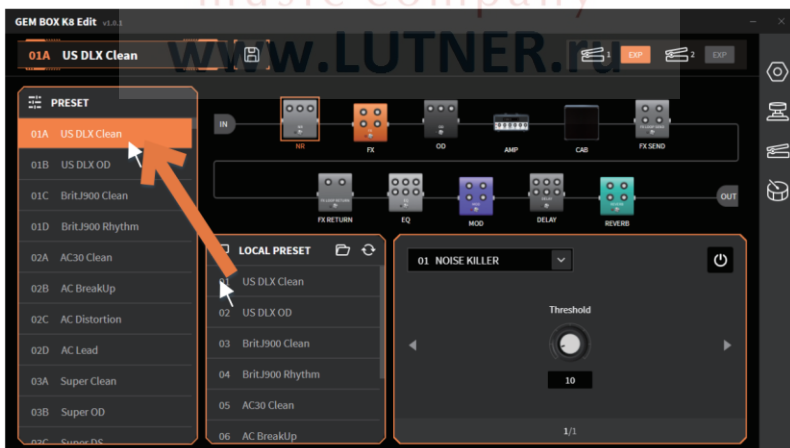 music company
GEM BOX K8 Edit v1.0.1
www.LUTNER.ru
01A US DLX Clean
1 EXP 2 EXP
PRESET
01A US DLX Clean
01B US DLX OD
01C BritJ900 Clean
01D BritJ900 Rhythm
02A AC30 Clean
02B AC BreakUp
02C AC Distortion
02D AC Lead
03A Super Clean
03B Super OD
03C Super DS
IN
NR FX OD AMP CAB FX SEND
FX RETURN EQ MOD DELAY REVERB
OUT
LOCAL PRESET
01 US DLX Clean
02 US DLX OD
03 BritJ900 Clean
04 BritJ900 Rhythm
05 AC30 Clean
06 AC BreakUp
01 NOISE KILLER
Threshold
10
1/1